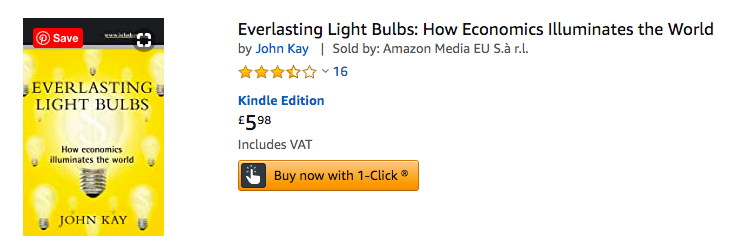 Save
EVERLASTING
LIGHT BULBS
How economics
illuminates the world
JOHN KAY
Everlasting Light Bulbs: How Economics Illuminates the World
by John Kay | Sold by: Amazon Media EU S.à r.l.
16
Kindle Edition
£598
Includes VAT
Buy now with 1-Click ®